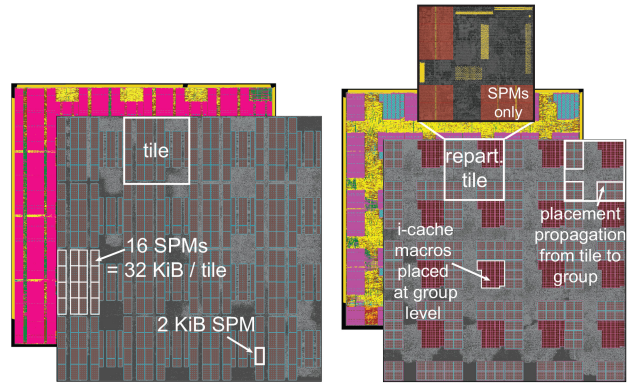 tile
16 SPMs
= 32 KiB / tile
2 KiB SPM
SPMs
only
repart.
tile
i-cache
macros
placed
at group
level
placement
propagation
from tile to
group